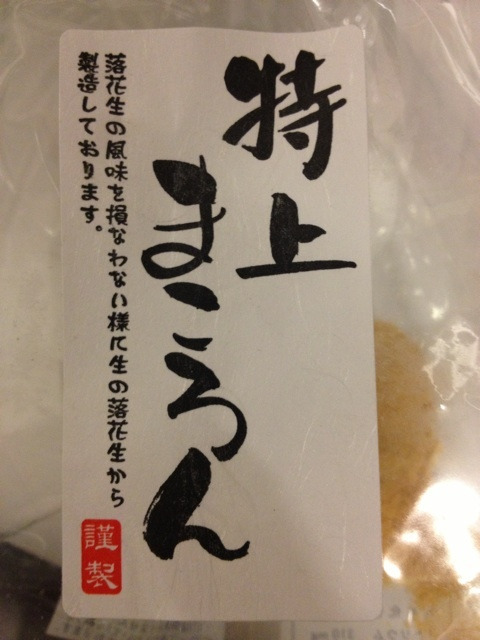 特上
まころん
落花生の風味を損なわない様に生の落花生から
製造しております。
謹製